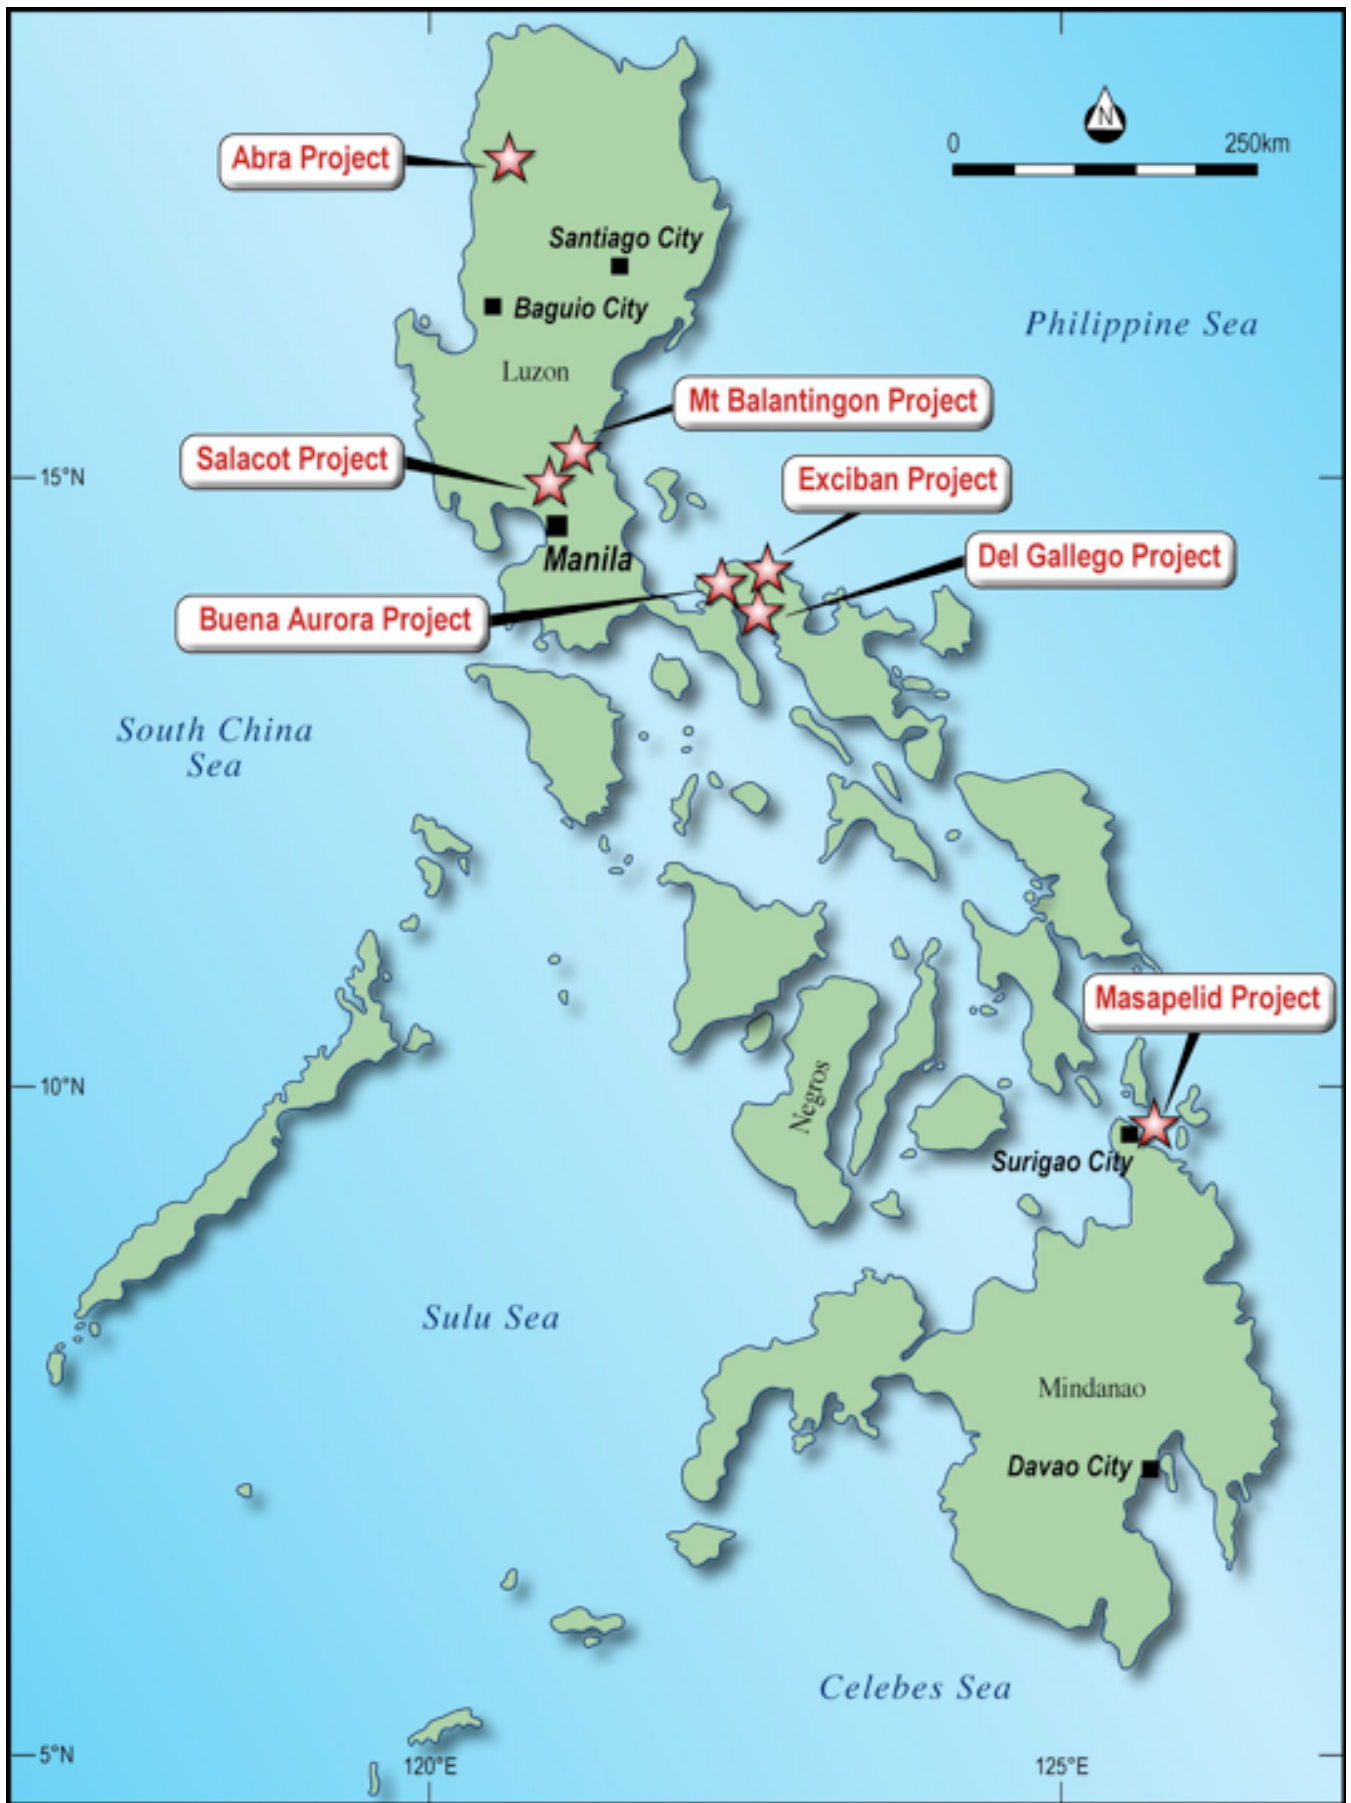 N
0 250km
Abra Project
Santiago City
Baguio City
Philippine Sea
Luzon
Mt Balantingon Project
Salacot Project
15°N
Exciban Project
Manila
Del Gallego Project
Buena Aurora Project
South China
Sea
Masapelid Project
10°N
Negros
Surigao City
Sulu Sea
Mindanao
Davao City
Celebes Sea
5°N
120°E 125°E